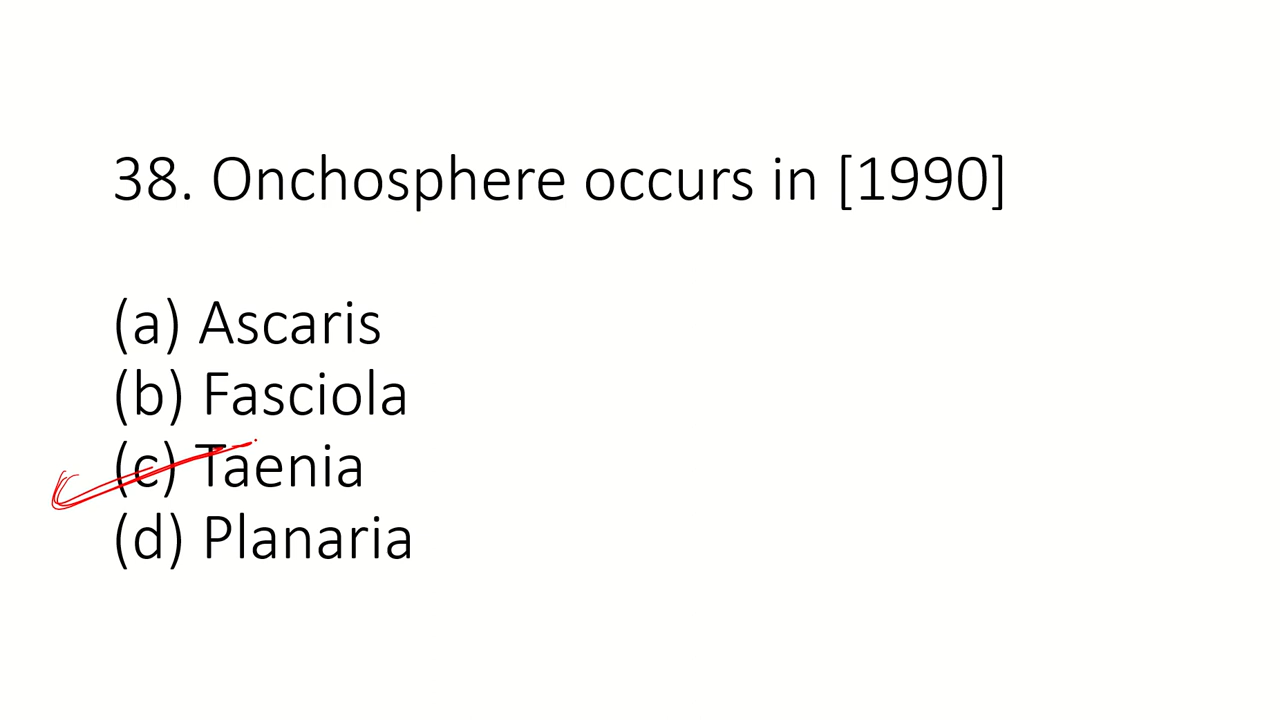 38. Onchosphere occurs in [1990]
(a) Ascaris
(b) Fasciola
(c) Taenia
(d) Planaria